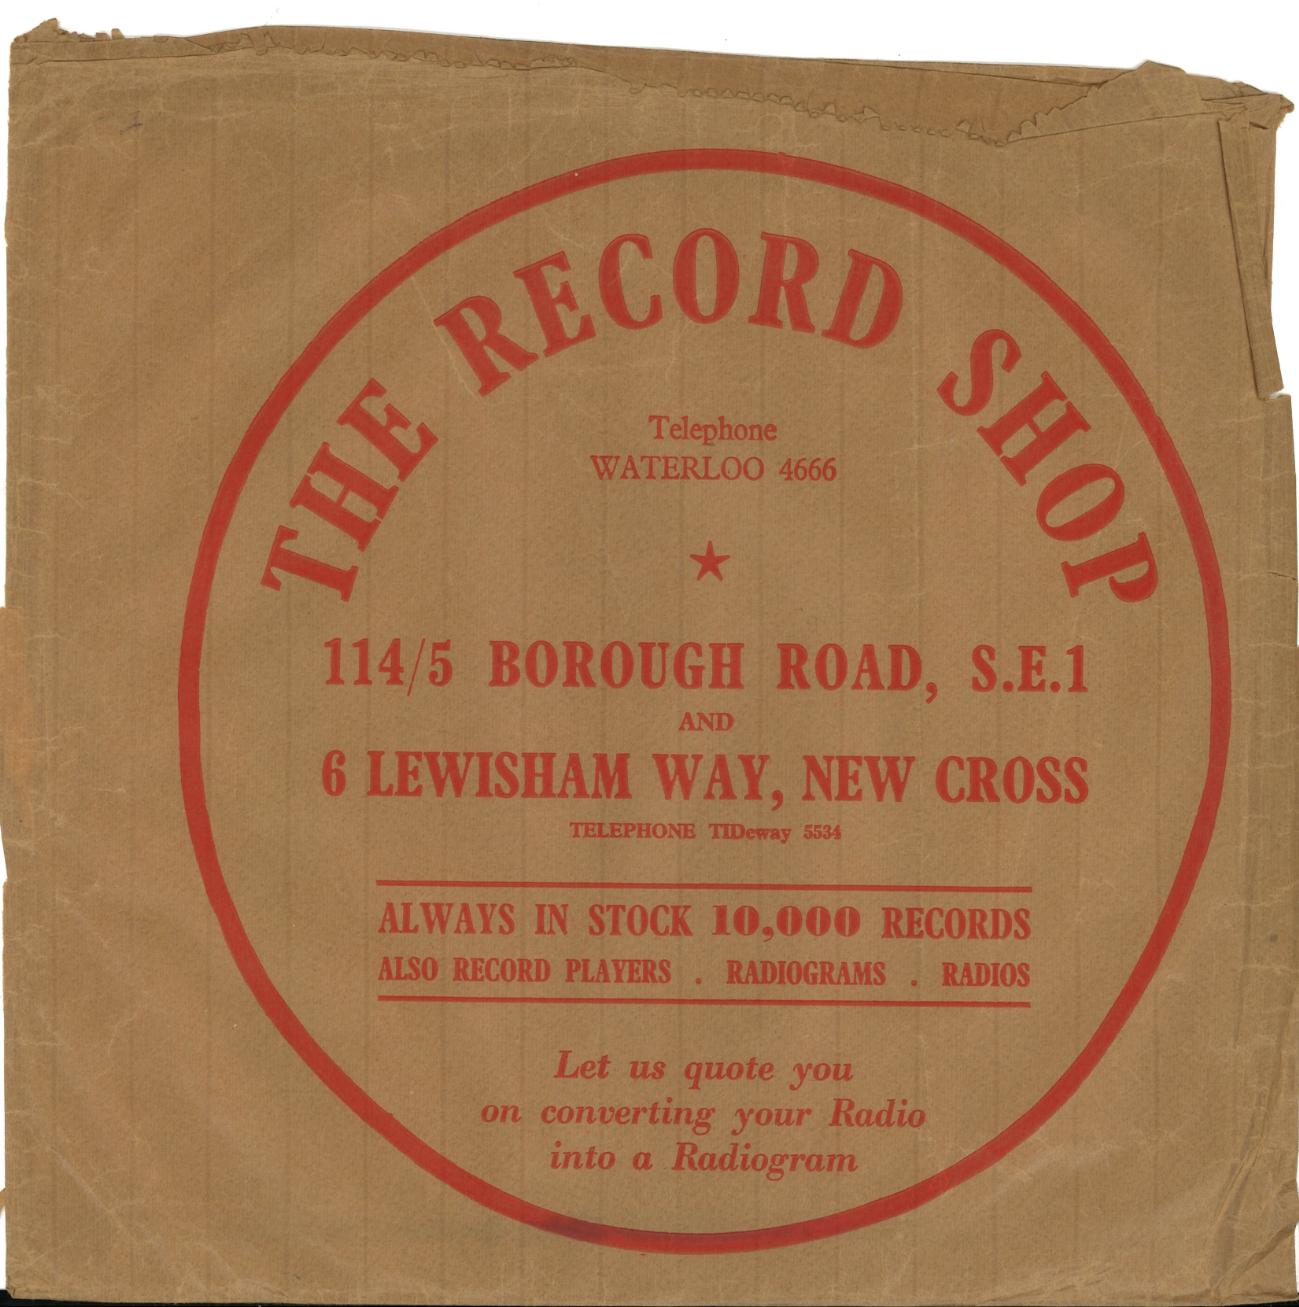 THE RECORD SHOP
Telephone
WATERLOO 4666
114/5 BOROUGH ROAD, S.E.1
AND
6 LEWISHAM WAY, NEW CROSS
TELEPHONE TIDeway 5534
ALWAYS IN STOCK 10,000 RECORDS
ALSO RECORD PLAYERS . RADIOGRAMS . RADIOS
Let us quote you
on converting your Radio
into a Radiogram